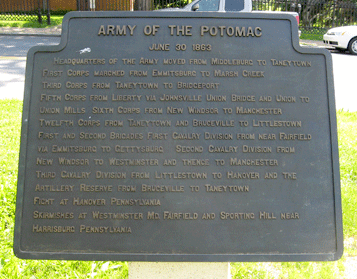 ARMY OF THE POTOMAC
JUNE 30 1863
HEADQUARTERS OF THE ARMY MOVED FROM MIDDLEBURG TO TANEYTOWN
FIRST CORPS MARCHED FROM EMMITSBURG TO MARSH CREEK
THIRD CORPS FROM TANEYTOWN TO BRIDGEPORT
FIFTH CORPS FROM LIBERTY VIA JOHNSVILLE UNION BRIDGE AND UNION TO
UNION MILLS SIXTH CORPS FROM NEW WINDSOR TO MANCHESTER
TWELFTH CORPS FROM TANEYTOWN AND BRUCEVILLE TO LITTLESTOWN
FIRST AND SECOND BRIGADES FIRST CAVALRY DIVISION FROM NEAR FAIRFIELD
VIA EMMITSBURG TO GETTYSBURG SECOND CAVALRY DIVISION FROM
NEW WINDSOR TO WESTMINSTER AND THENCE TO MANCHESTER
THIRD CAVALRY DIVISION FROM LITTLESTOWN TO HANOVER AND THE
ARTILLERY RESERVE FROM BRUCEVILLE TO TANEYTOWN
FIGHT AT HANOVER PENNSYLVANIA
SKIRMISHES AT WESTMINSTER MD. FAIRFIELD AND SPORTING HILL NEAR
HARRISBURG PENNSYLVANIA